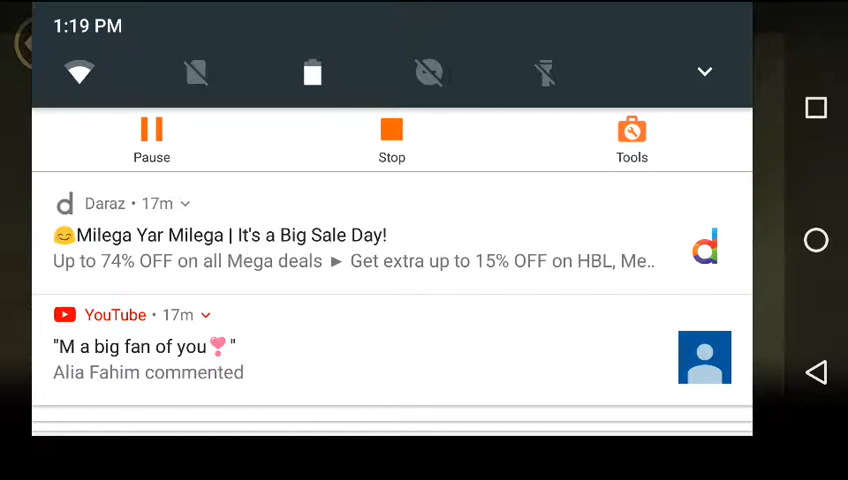 1:19 PM
Pause Stop Tools
Daraz • 17m
😊Milega Yar Milega | It's a Big Sale Day!
Up to 74% OFF on all Mega deals ► Get extra up to 15% OFF on HBL, Me..
YouTube • 17m
"M a big fan of you❣️"
Alia Fahim commented